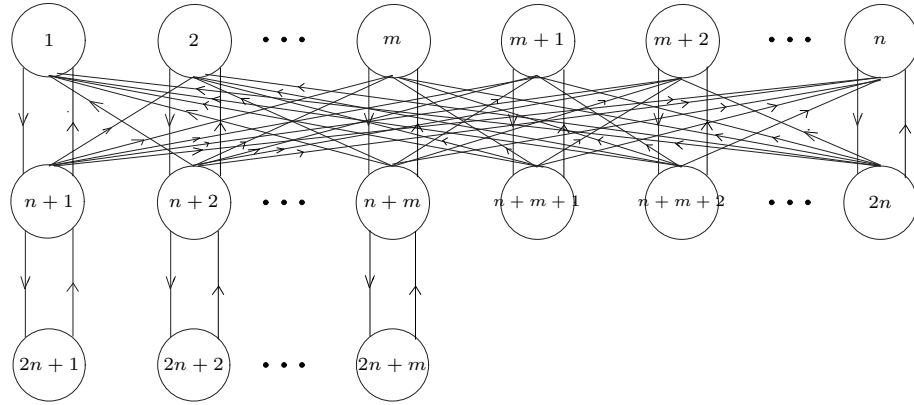 1 2 ••• m m + 1 m + 2 ••• n
n + 1 n + 2 ••• n + m n + m + 1 n + m + 2 ••• 2n
2n + 1 2n + 2 ••• 2n + m